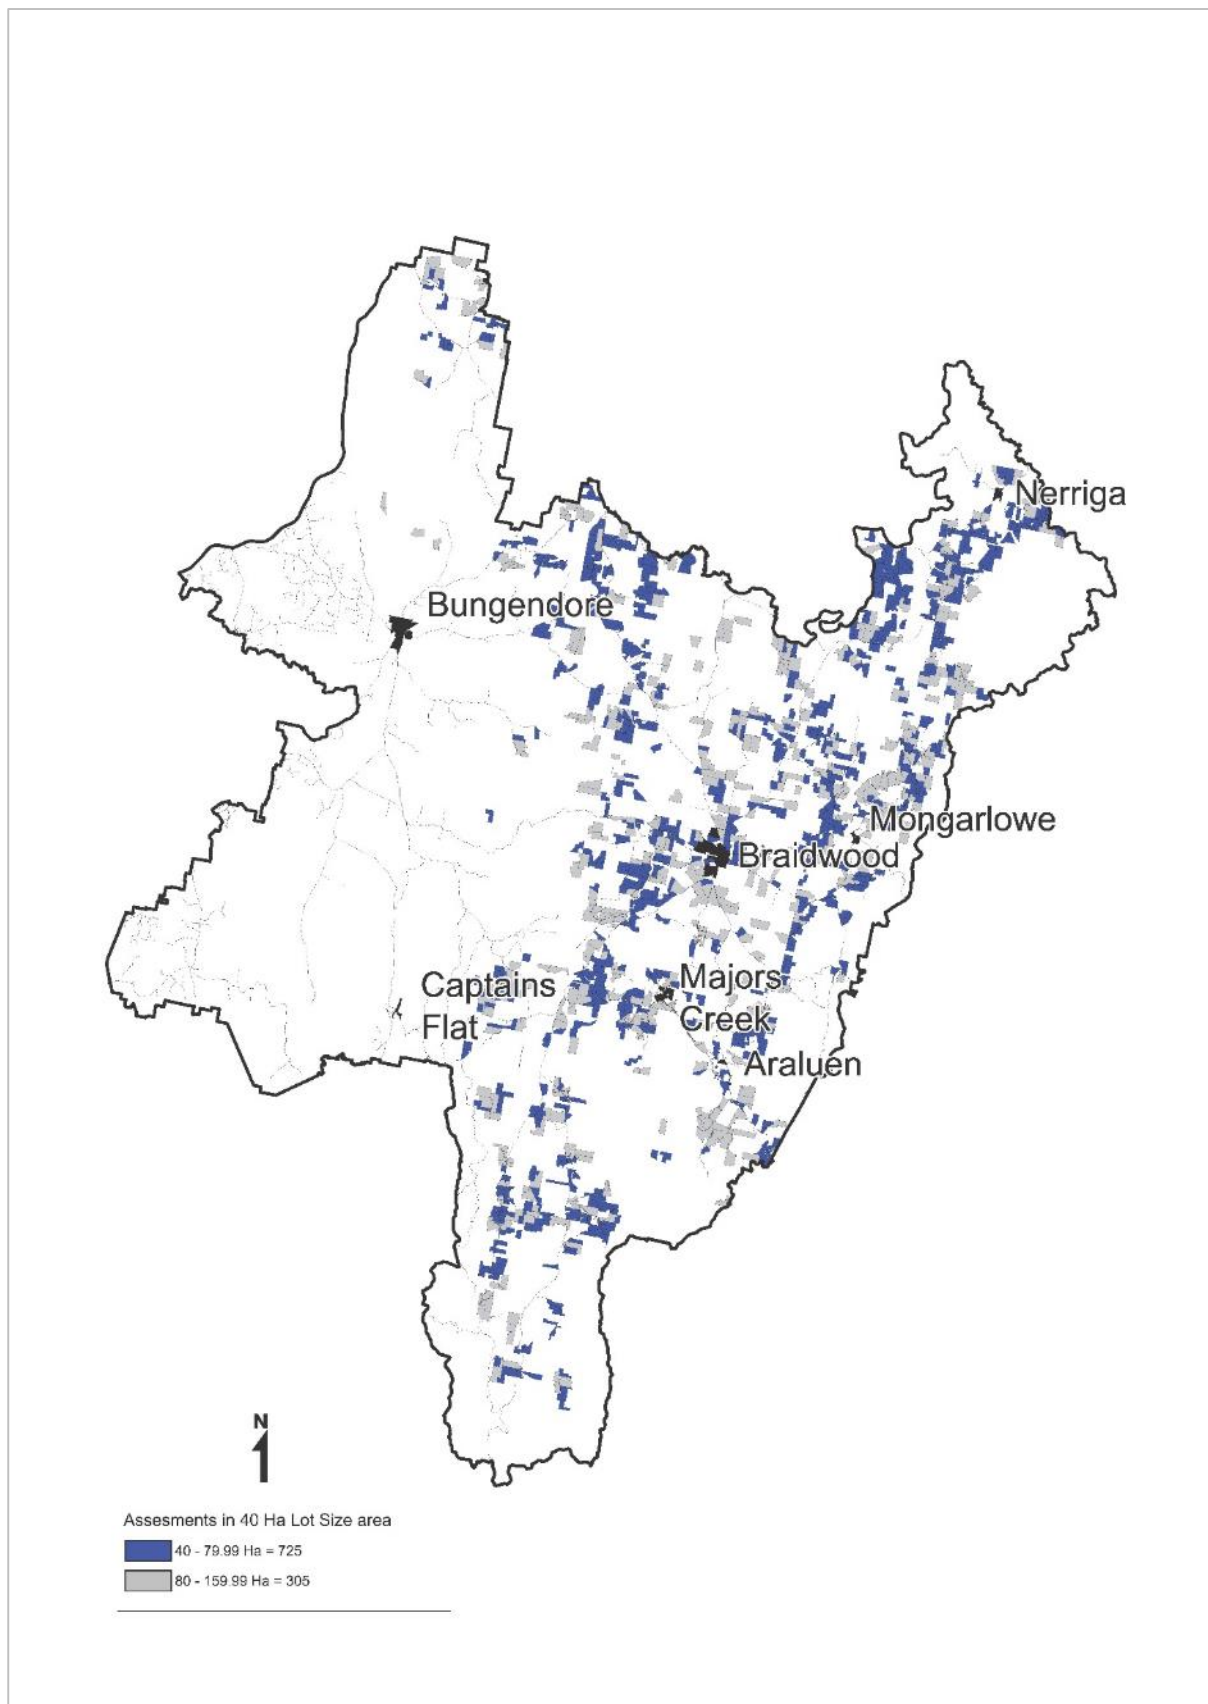 Nerriga
Bungendore
Mongarlowe
Braidwood
Captains
Flat
Majors
Creek
Araluen
N
Assesments in 40 Ha Lot Size area
40 - 79.99 Ha = 725
80 - 159.99 Ha = 305